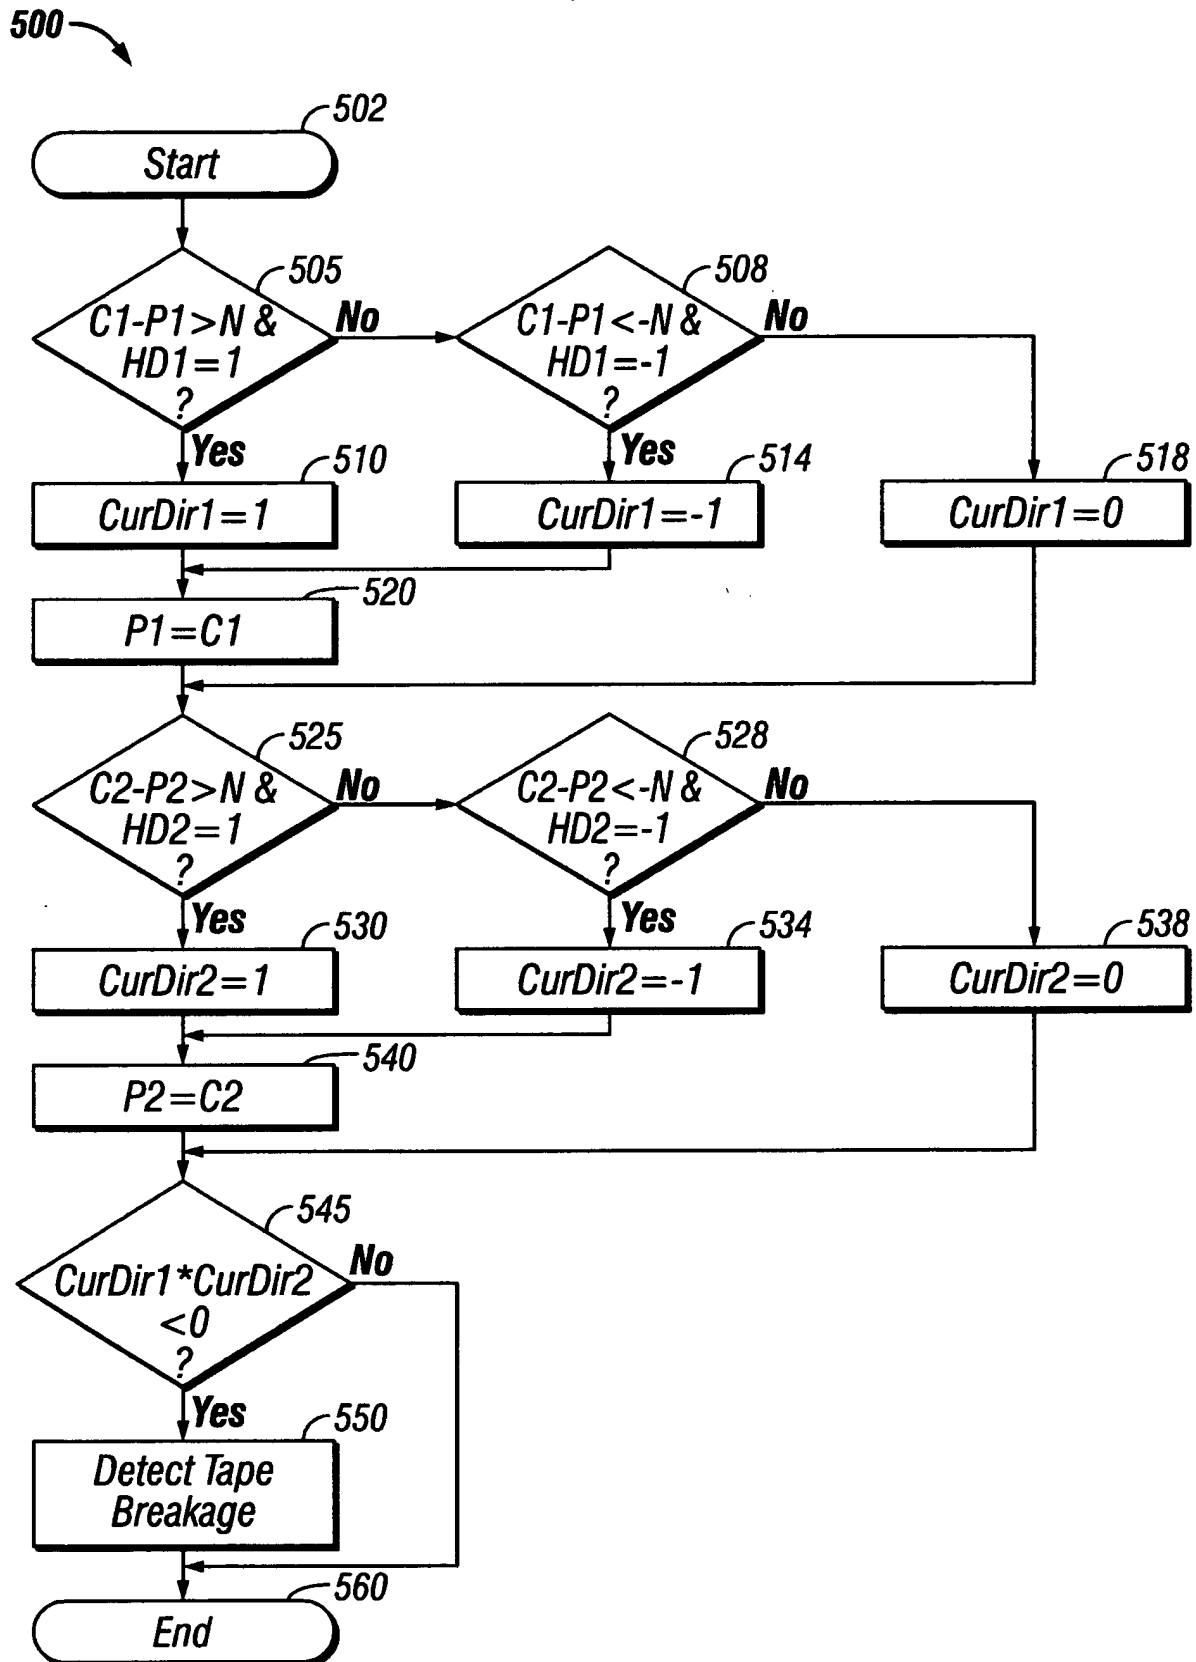 500
502
Start
505
C1-P1>N &
HD1=1
?
No
508
C1-P1<-N &
HD1=-1
?
No
Yes
510
CurDir1=1
Yes
514
CurDir1=-1
518
CurDir1=0
520
P1=C1
525
C2-P2>N &
HD2=1
?
No
528
C2-P2<-N &
HD2=-1
?
No
Yes
530
CurDir2=1
Yes
534
CurDir2=-1
538
CurDir2=0
540
P2=C2
545
CurDir1*CurDir2
<0
?
No
Yes
550
Detect Tape
Breakage
560
End